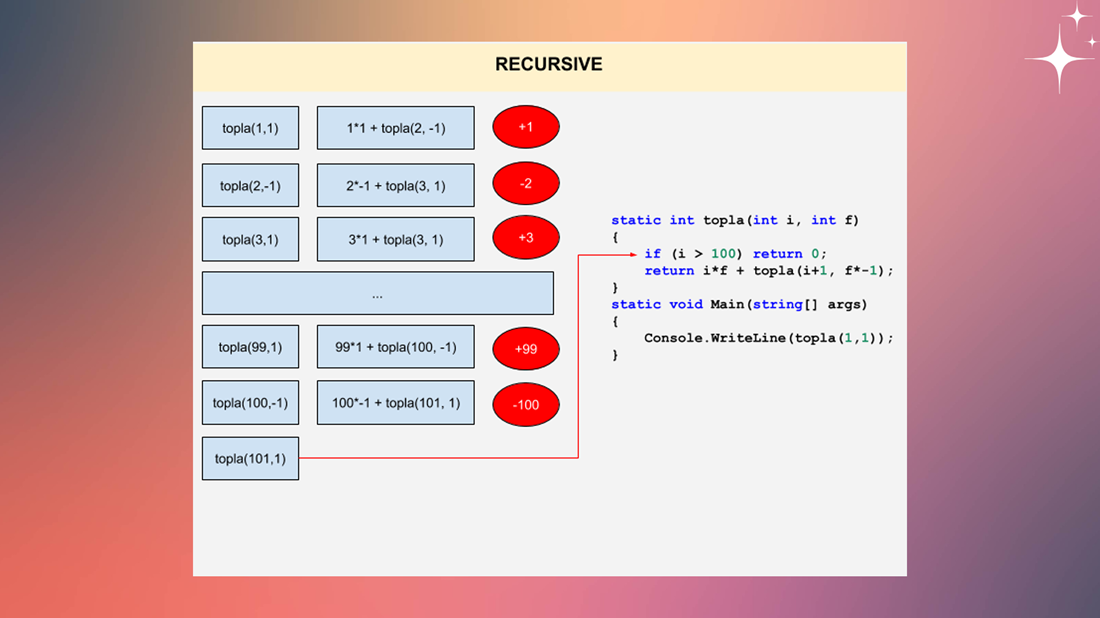 RECURSIVE
topla(1,1)
1*1 + topla(2, -1)
+1
topla(2,-1)
2*-1 + topla(3, 1)
-2
topla(3,1)
3*1 + topla(3, 1)
+3
...
topla(99,1)
99*1 + topla(100, -1)
+99
topla(100,-1)
100*-1 + topla(101, 1)
-100
topla(101,1)
static int topla(int i, int f)
{
if (i > 100) return 0;
return i*f + topla(i+1, f*-1);
}
static void Main(string[] args)
{
Console.WriteLine(topla(1,1));
}